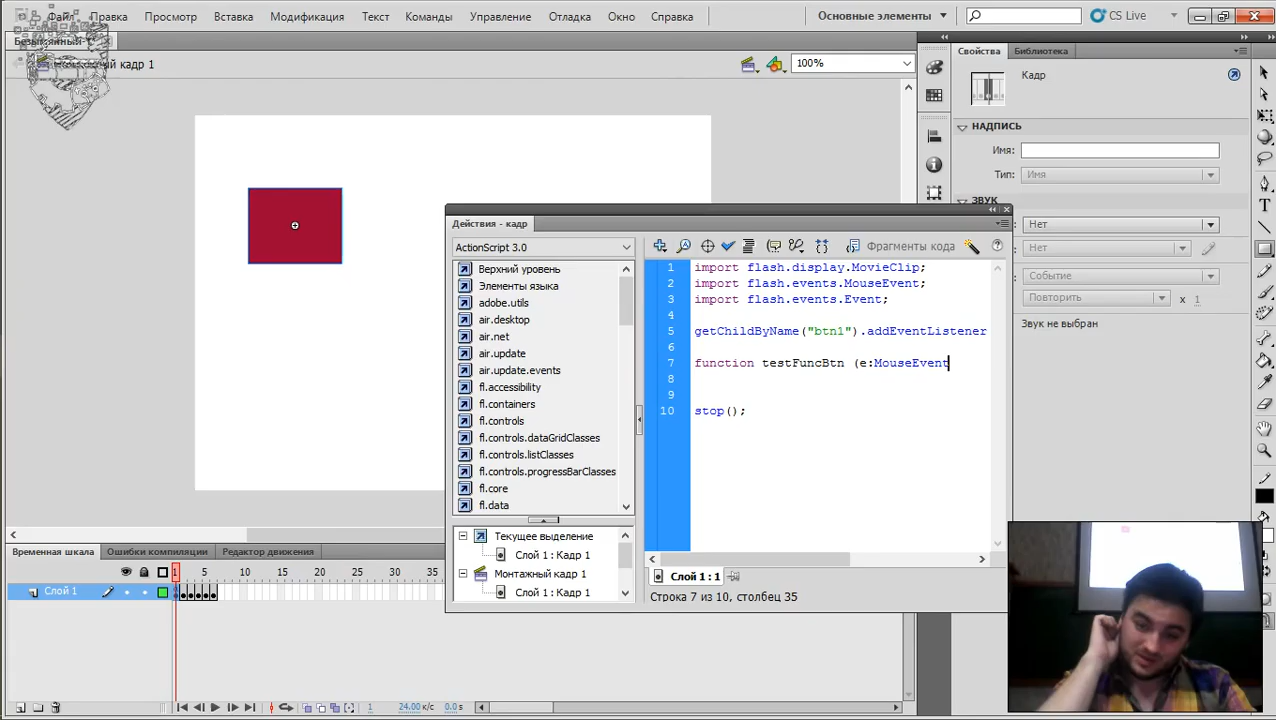 Файл Правка Просмотр Вставка Модификация Текст Команды Управление Отладка Окно Справка Основные элементы CS Live
Безымянный
кадр 1 100%
Свойства Библиотека
Кадр
НАДПИСЬ
Имя:
Тип: Имя
ЗВУК
Нет
Нет
Событие
Повторить x 1
Звук не выбран
Действия - кадр
ActionScript 3.0
Фрагменты кода
Верхний уровень
Элементы языка
adobe.utils
air.desktop
air.net
air.update
air.update.events
fl.accessibility
fl.containers
fl.controls
fl.controls.dataGridClasses
fl.controls.listClasses
fl.controls.progressBarClasses
fl.core
fl.data
Текущее выделение
Слой 1 : Кадр 1
Монтажный кадр 1
Слой 1 : Кадр 1
1 import flash.display.MovieClip;
2 import flash.events.MouseEvent;
3 import flash.events.Event;
4
5 getChildByName("btn1").addEventListener
6
7 function testFuncBtn (e:MouseEvent
8
9
10 stop();
Слой 1 : 1
Строка 7 из 10, столбец 35
Временная шкала Ошибки компиляции Редактор движения
1 5 10 15 20 25 30 35
Слой 1
1 24.00 к/с 0.0 s